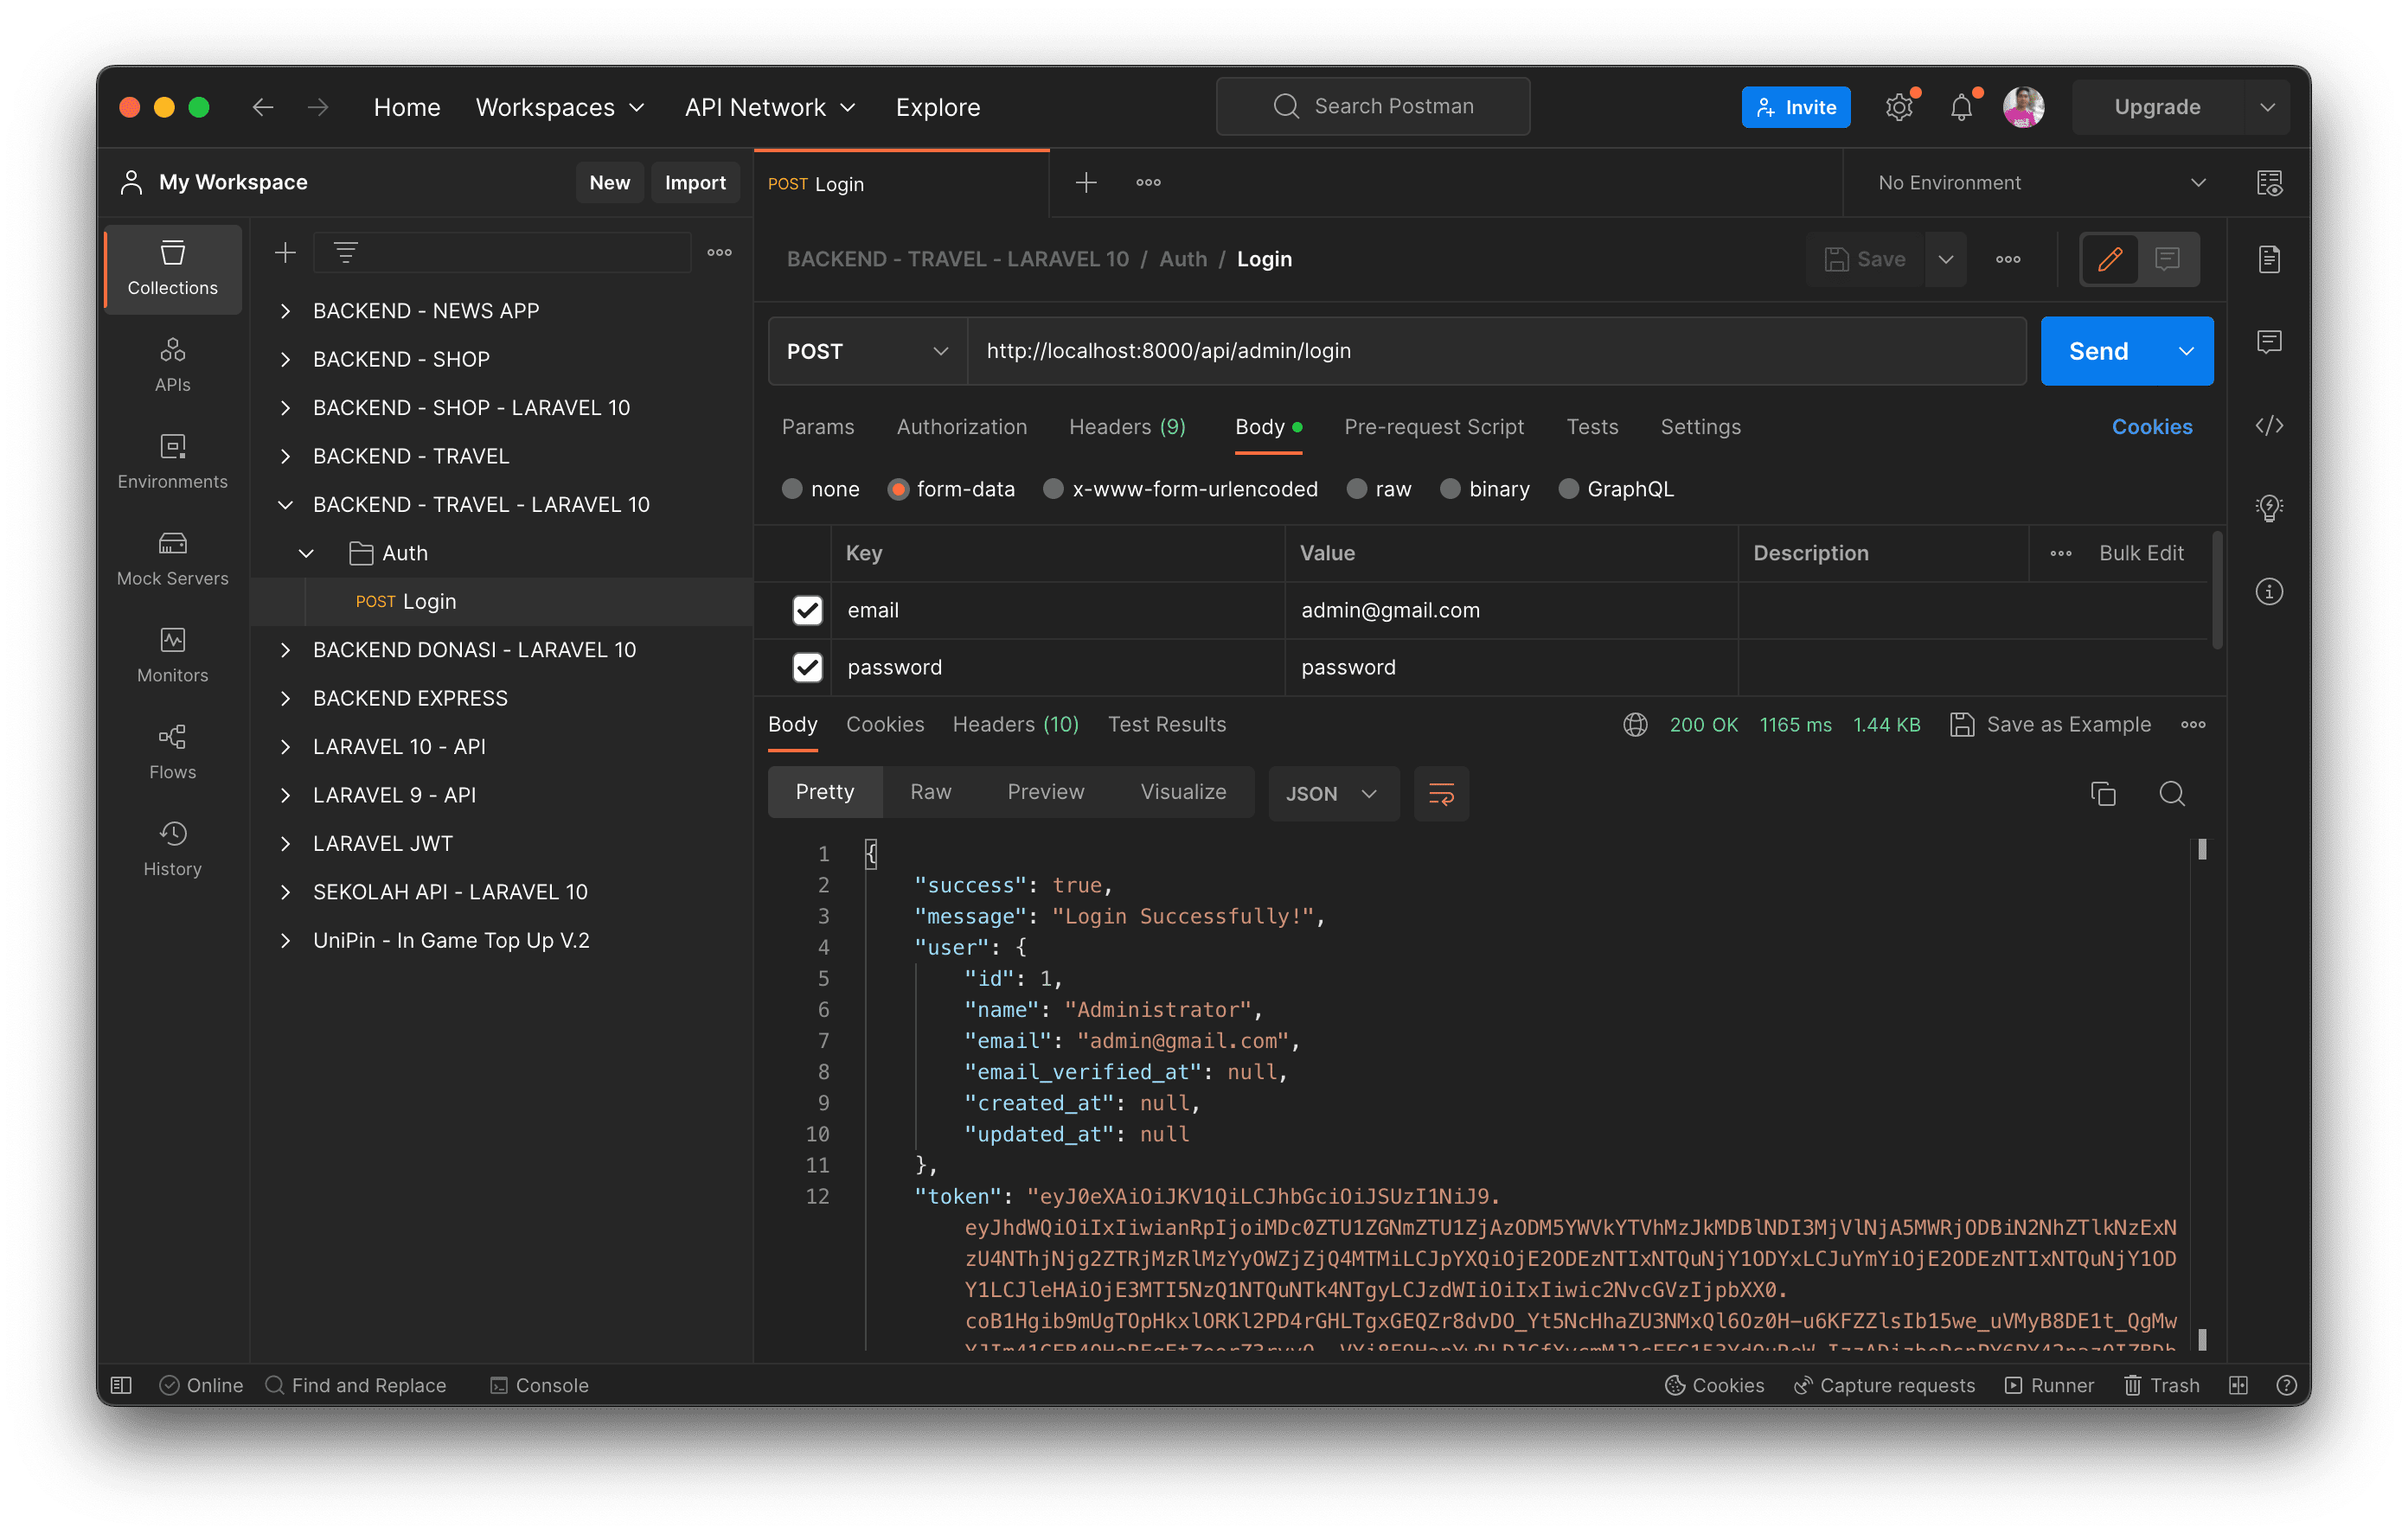 Home Workspaces API Network Explore Search Postman Invite Upgrade
My Workspace New Import
POST Login No Environment
Collections
APIs
Environments
Mock Servers
Monitors
Flows
History
BACKEND - NEWS APP
BACKEND - SHOP
BACKEND - SHOP - LARAVEL 10
BACKEND - TRAVEL
BACKEND - TRAVEL - LARAVEL 10
Auth
POST Login
BACKEND DONASI - LARAVEL 10
BACKEND EXPRESS
LARAVEL 10 - API
LARAVEL 9 - API
LARAVEL JWT
SEKOLAH API - LARAVEL 10
UniPin - In Game Top Up V.2
BACKEND - TRAVEL - LARAVEL 10 / Auth / Login Save
POST http://localhost:8000/api/admin/login Send
Params Authorization Headers (9) Body Pre-request Script Tests Settings Cookies
none form-data x-www-form-urlencoded raw binary GraphQL
Key Value Description Bulk Edit
email admin@gmail.com
password password
Body Cookies Headers (10) Test Results 200 OK 1165 ms 1.44 KB Save as Example
Pretty Raw Preview Visualize JSON
1 {
2 "success": true,
3 "message": "Login Successfully!",
4 "user": {
5 "id": 1,
6 "name": "Administrator",
7 "email": "admin@gmail.com",
8 "email_verified_at": null,
9 "created_at": null,
10 "updated_at": null
11 },
12 "token": "eyJ0eXAiOiJKV1QiLCJhbGciOiJSUzI1NiJ9.
eyJhdWQiOiIxIiwianRpIjoiMDc0ZTU1ZGNmZTU1ZjAzODM5YWVkYTVhMzJkMDBlNDI3MjVlNjA5MWRjODBiN2NhZTlkNzExN
zU4NThjNjg2ZTRjMzRlMzYyOWZjZjQ4MTMiLCJpYXQiOjE2ODEzNTIxNTQuNjY1ODYxLCJuYmYiOjE2ODEzNTIxNTQuNjY1OD
Y1LCJleHAiOjE3MTI5NzQ1NTQuNTk4NTgyLCJzdWIiOiIxIiwic2NvcGVzIjpbXX0.
coB1Hgib9mUgTOpHkxlORKl2PD4rGHLTgxGEQZr8dvDO_Yt5NcHhaZU3NMxQl6Oz0H-u6KFZZlsIb15we_uVMyB8DE1t_QgMw
Online Find and Replace Console Cookies Capture requests Runner Trash